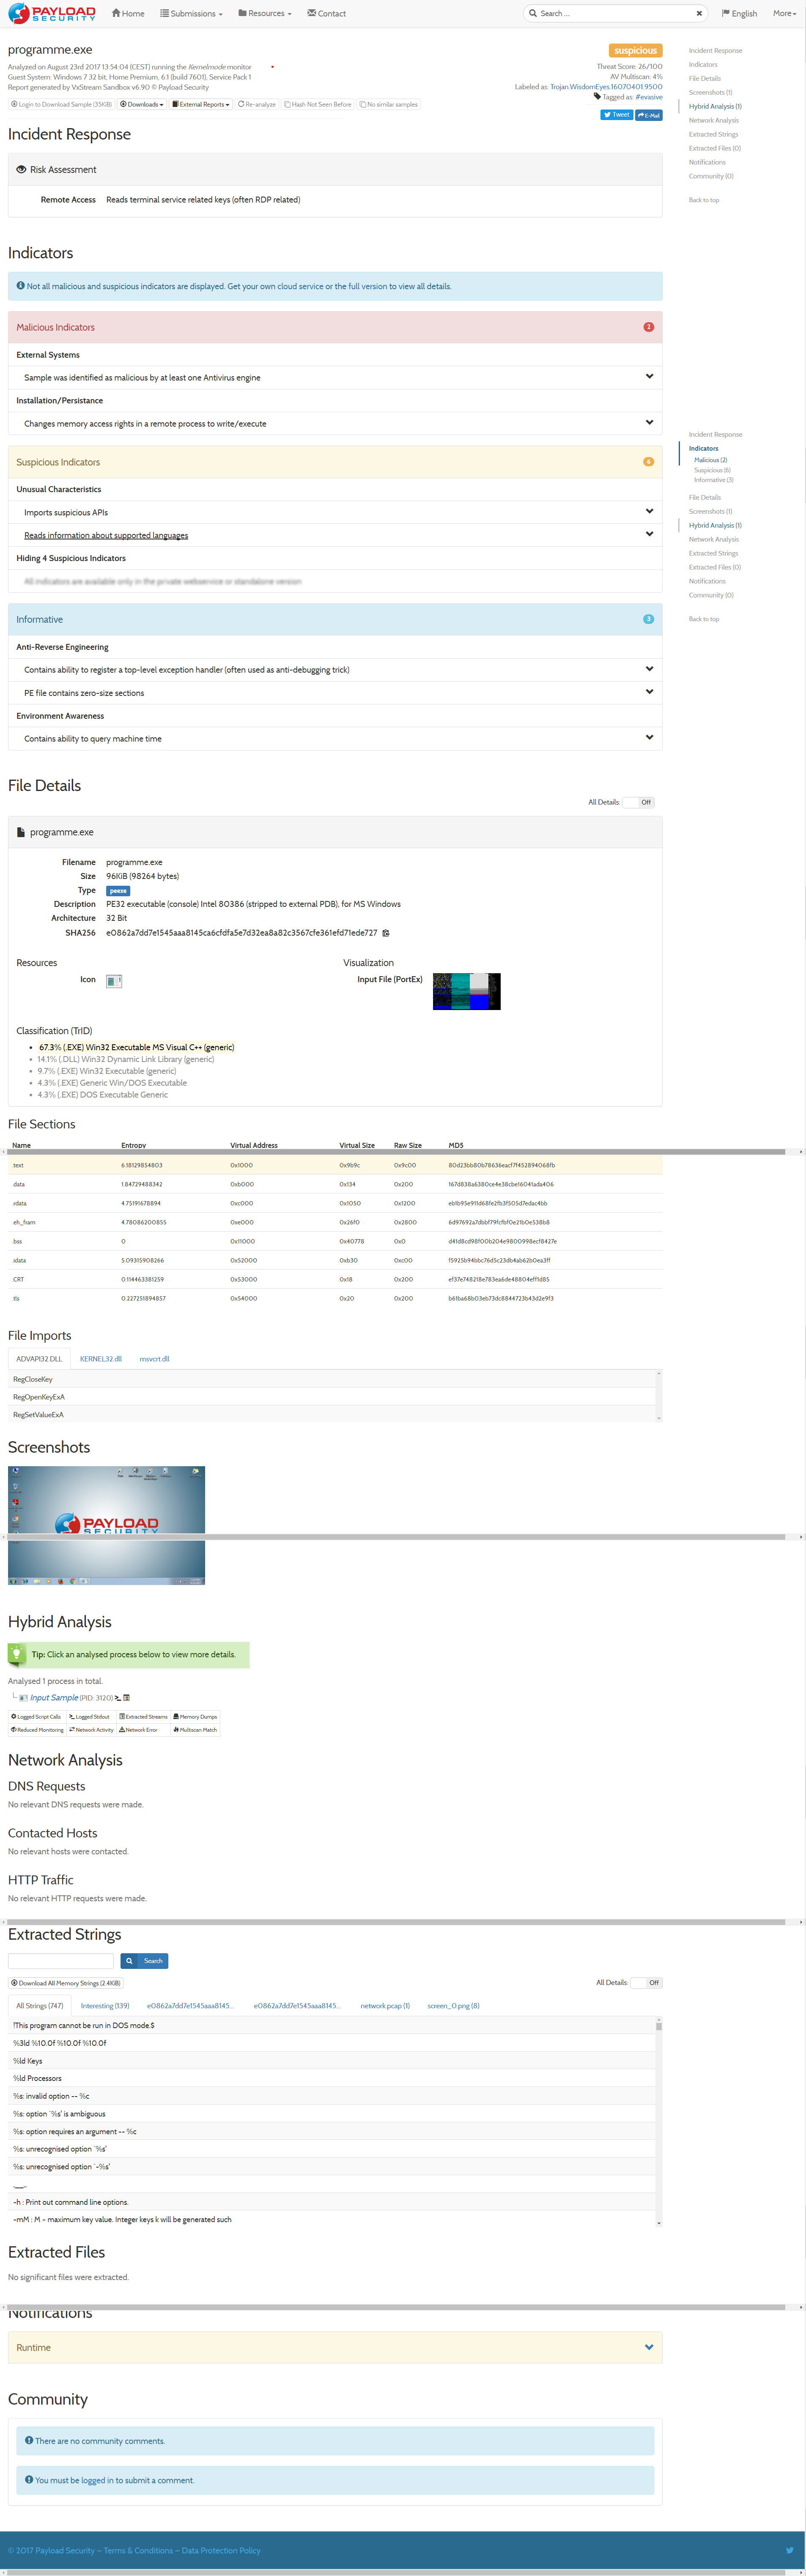 PAYLOAD SECURITY
Home Submissions Resources Contact Search ... English More
programme.exe
suspicious
Analyzed on August 23rd 2017 13:54:04 (CEST) running the Kernelmode monitor
Guest System: Windows 7 32 bit, Home Premium, 6.1 (build 7601), Service Pack 1
Report generated by VxStream Sandbox v6.90 © Payload Security
Threat Score: 26/100
AV Multiscan: 4%
Labeled as: Trojan.WisdomEyes.16070401.9500
Tagged as: #evasive
Login to Download Sample (35KiB) Downloads External Reports Re-analyze Hash Not Seen Before No similar samples
Tweet E-Mail
Incident Response
Indicators
File Details
Screenshots (1)
Hybrid Analysis (1)
Network Analysis
Extracted Strings
Extracted Files (0)
Notifications
Community (0)
Back to top
Incident Response
Risk Assessment
Remote Access Reads terminal service related keys (often RDP related)
Indicators
Not all malicious and suspicious indicators are displayed. Get your own cloud service or the full version to view all details.
Malicious Indicators 2
External Systems
Sample was identified as malicious by at least one Antivirus engine
Installation/Persistance
Changes memory access rights in a remote process to write/execute
Suspicious Indicators 6
Unusual Characteristics
Imports suspicious APIs
Reads information about supported languages
Hiding 4 Suspicious Indicators
All indicators are available only in the private webservice or standalone version
Incident Response
Indicators
Malicious (2)
Suspicious (6)
Informative (3)
File Details
Screenshots (1)
Hybrid Analysis (1)
Network Analysis
Extracted Strings
Extracted Files (0)
Notifications
Community (0)
Back to top
Informative 3
Anti-Reverse Engineering
Contains ability to register a top-level exception handler (often used as anti-debugging trick)
PE file contains zero-size sections
Environment Awareness
Contains ability to query machine time
File Details
All Details: Off
programme.exe
Filename programme.exe
Size 96KiB (98264 bytes)
Type peexe
Description PE32 executable (console) Intel 80386 (stripped to external PDB), for MS Windows
Architecture 32 Bit
SHA256 e0862a7dd7e1545aaa8145ca6cfdfa5e7d32ea8a82c3567cfe361efd71ede727
Resources Visualization
Icon Input File (PortEx)
Classification (TrID)
67.3% (.EXE) Win32 Executable MS Visual C++ (generic)
14.1% (.DLL) Win32 Dynamic Link Library (generic)
9.7% (.EXE) Win32 Executable (generic)
4.3% (.EXE) Generic Win/DOS Executable
4.3% (.EXE) DOS Executable Generic
File Sections
Name Entropy Virtual Address Virtual Size Raw Size MD5
.text 6.18129854803 0x1000 0x9b9c 0x9c00 80d23bb80b78636eacf7f452894068fb
.data 1.84729488342 0xb000 0x134 0x200 167d838a6380ce4e38cbe16041ada406
.rdata 4.75191678894 0xc000 0x1050 0x1200 eb1b95e911d68fe2fb3f505d7edac4bb
.eh_fram 4.78086200855 0xe000 0x26f0 0x2800 6d97692a7dbbf79fcfbf0e21b0e538b8
.bss 0 0x11000 0x40778 0x0 d41d8cd98f00b204e9800998ecf8427e
.idata 5.09315908266 0x52000 0xb30 0xc00 f5925b94bbc76d5c23db4ab62b0ea3ff
.CRT 0.114463381259 0x53000 0x18 0x200 ef37e748218e783ea6de48804eff1d85
.tls 0.227251894857 0x54000 0x20 0x200 b61ba68b03eb73dc8844723b43d2e9f3
File Imports
ADVAPI32.DLL KERNEL32.dll msvcrt.dll
RegCloseKey
RegOpenKeyExA
RegSetValueExA
Screenshots
PAYLOAD SECURITY
Hybrid Analysis
Tip: Click an analysed process below to view more details.
Analysed 1 process in total.
Input Sample (PID: 3120)
Logged Script Calls Logged Stdout Extracted Streams Memory Dumps
Reduced Monitoring Network Activity Network Error Multiscan Match
Network Analysis
DNS Requests
No relevant DNS requests were made.
Contacted Hosts
No relevant hosts were contacted.
HTTP Traffic
No relevant HTTP requests were made.
Extracted Strings
Search
Download All Memory Strings (2.4KiB)
All Details: Off
All Strings (747) Interesting (139) e0862a7dd7e1545aaa8145... e0862a7dd7e1545aaa8145... network.pcap (1) screen_0.png (8)
!This program cannot be run in DOS mode.$
%3ld %10.0f %10.0f %10.0f
%ld Keys
%ld Processors
%s: invalid option -- %c
%s: option `%s' is ambiguous
%s: option requires an argument -- %c
%s: unrecognised option `%s'
%s: unrecognised option `-%s'
-h : Print out command line options.
-mM : M - maximum key value. Integer keys k will be generated such
Extracted Files
No significant files were extracted.
Notifications
Runtime
Community
There are no community comments.
You must be logged in to submit a comment.
© 2017 Payload Security — Terms & Conditions — Data Protection Policy